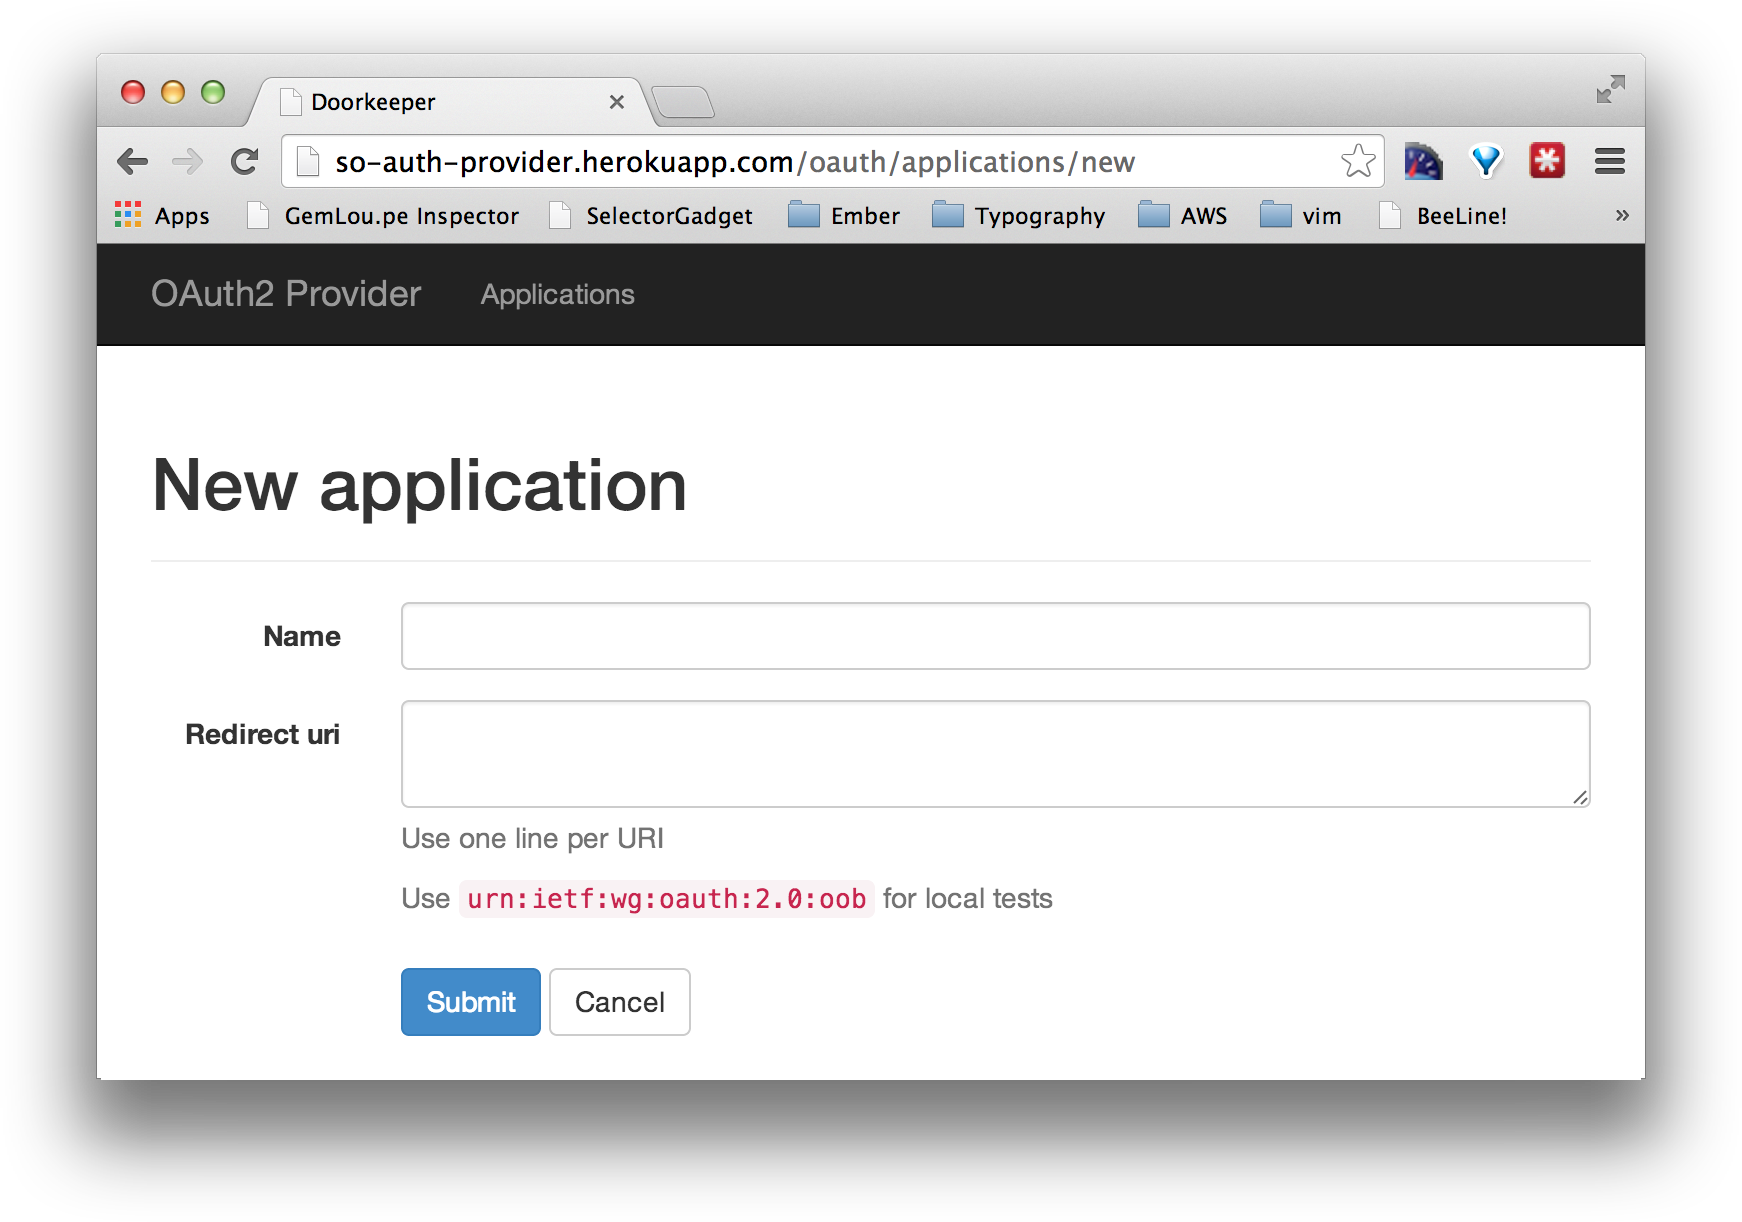 Doorkeeper
so-auth-provider.herokuapp.com/oauth/applications/new
Apps GemLou.pe Inspector SelectorGadget Ember Typography AWS vim BeeLine! »
OAuth2 Provider Applications
New application
Name
Redirect uri
Use one line per URI
Use urn:ietf:wg:oauth:2.0:oob for local tests
Submit Cancel